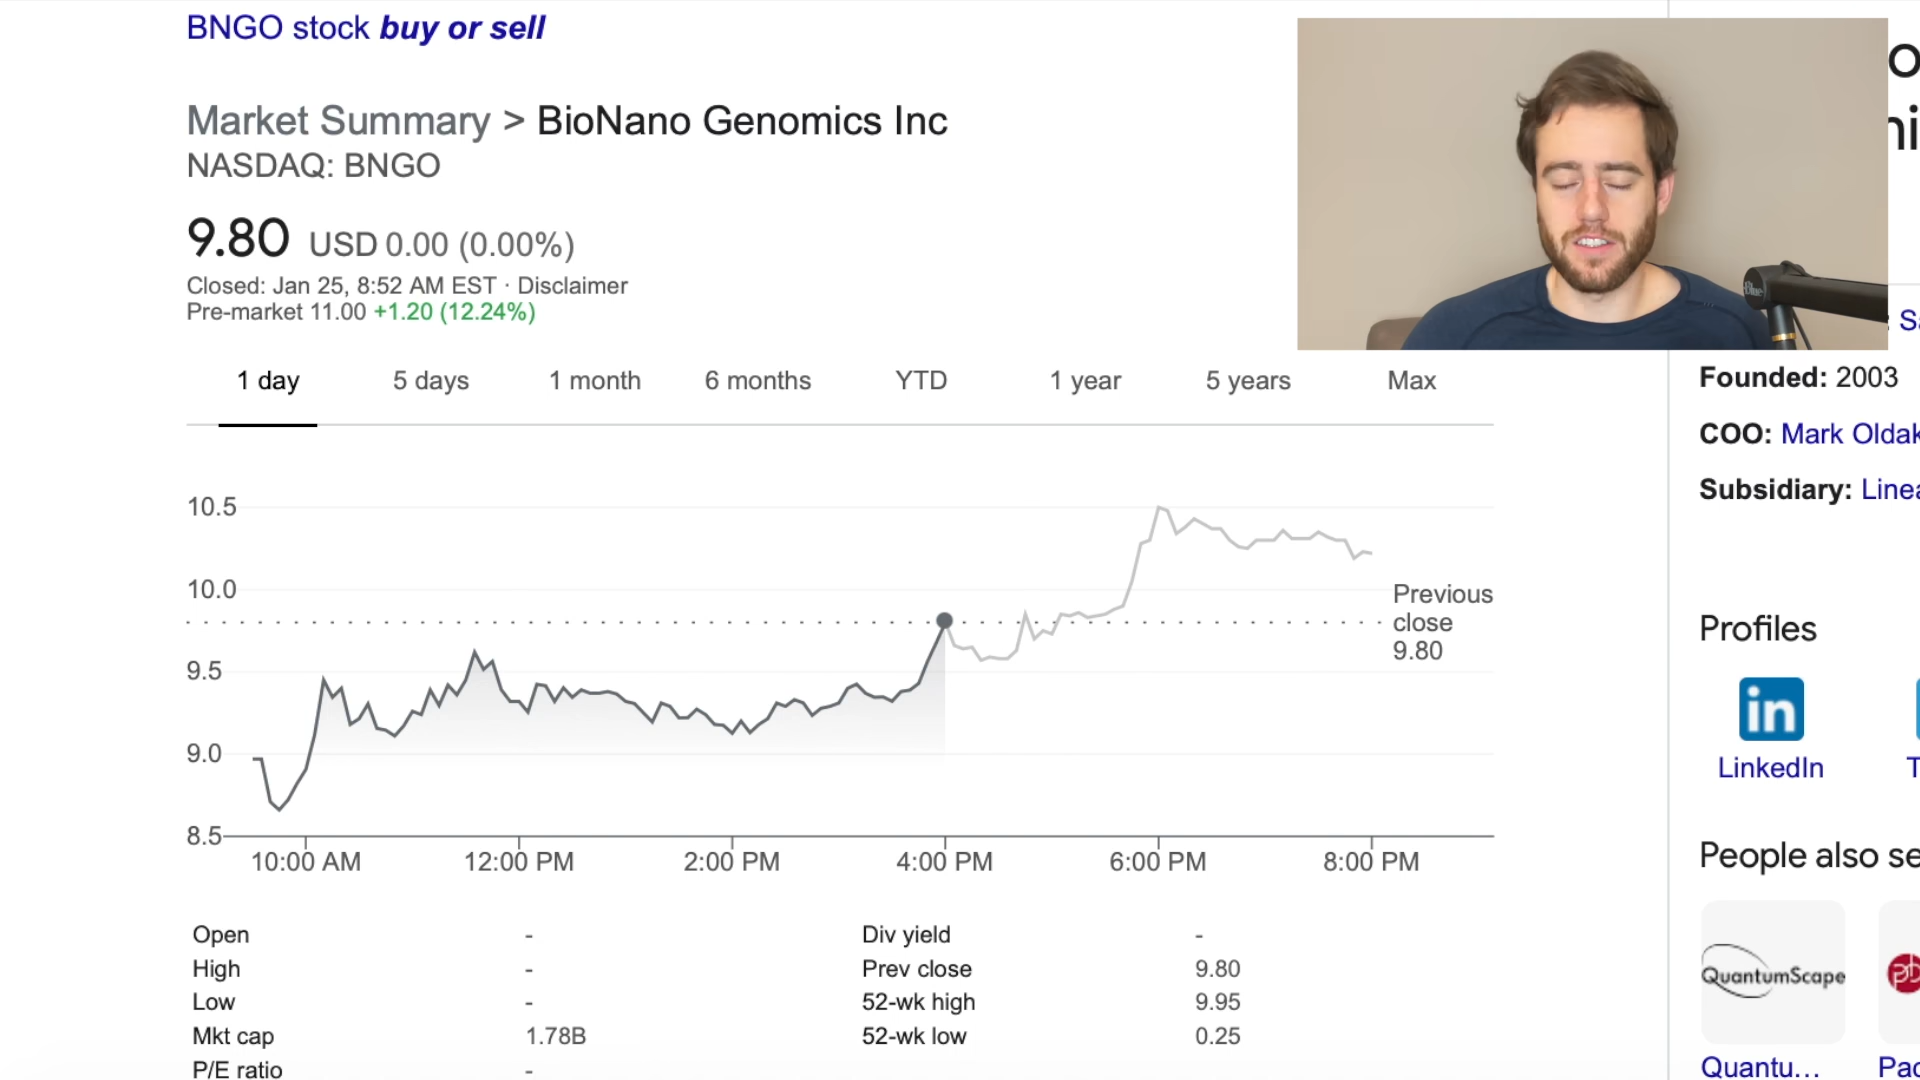 BNGO stock buy or sell
Market Summary > BioNano Genomics Inc
NASDAQ: BNGO
9.80 USD 0.00 (0.00%)
Closed: Jan 25, 8:52 AM EST · Disclaimer
Pre-market 11.00 +1.20 (12.24%)
1 day 5 days 1 month 6 months YTD 1 year 5 years Max
10.5
10.0
9.5
9.0
8.5
Previous
close
9.80
10:00 AM 12:00 PM 2:00 PM 4:00 PM 6:00 PM 8:00 PM
Open - Div yield -
High - Prev close 9.80
Low - 52-wk high 9.95
Mkt cap 1.78B 52-wk low 0.25
P/E ratio -
Blue
Founded: 2003
COO: Mark Oldak
Subsidiary: Linea
Profiles
in
LinkedIn
People also se
QuantumScape
Quantu...
Pac